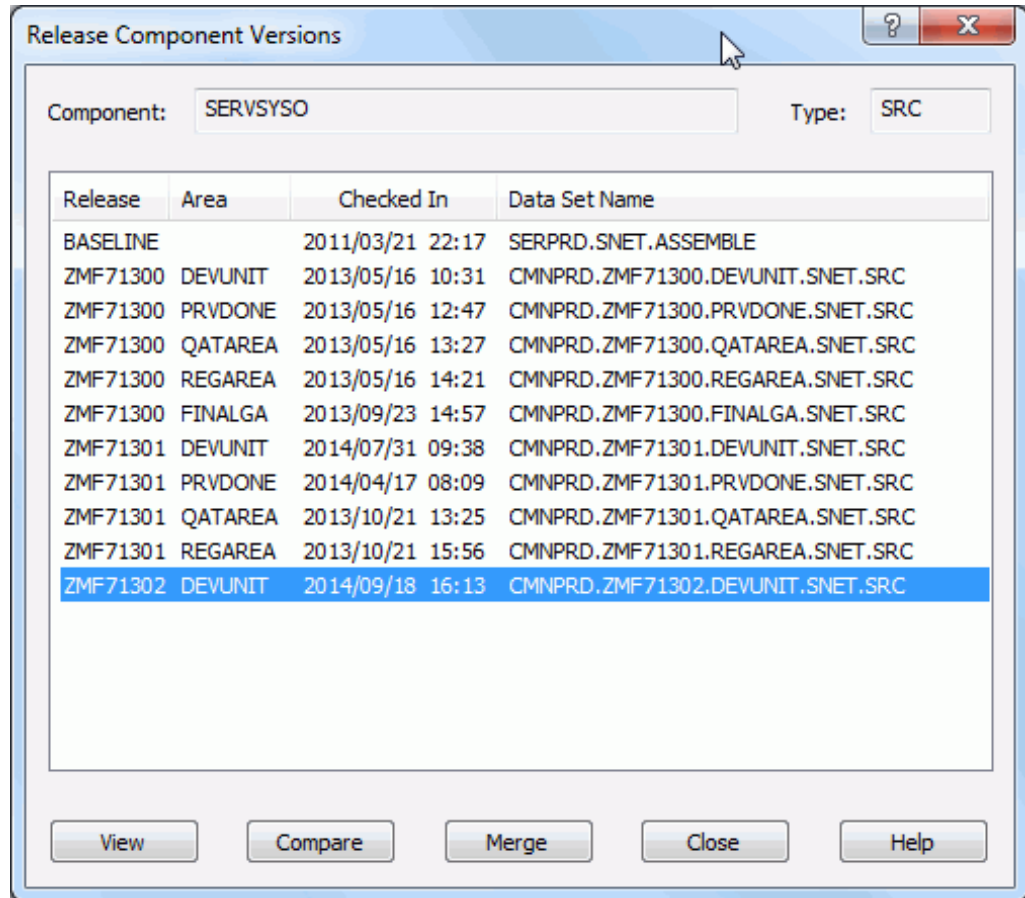 Release Component Versions
Component: SERVSYSO Type: SRC
Release Area Checked In Data Set Name
BASELINE 2011/03/21 22:17 SERPRD.SNET.ASSEMBLE
ZMF71300 DEVUNIT 2013/05/16 10:31 CMNPRD.ZMF71300.DEVUNIT.SNET.SRC
ZMF71300 PRVDONE 2013/05/16 12:47 CMNPRD.ZMF71300.PRVDONE.SNET.SRC
ZMF71300 QATAREA 2013/05/16 13:27 CMNPRD.ZMF71300.QATAREA.SNET.SRC
ZMF71300 REGAREA 2013/05/16 14:21 CMNPRD.ZMF71300.REGAREA.SNET.SRC
ZMF71300 FINALGA 2013/09/23 14:57 CMNPRD.ZMF71300.FINALGA.SNET.SRC
ZMF71301 DEVUNIT 2014/07/31 09:38 CMNPRD.ZMF71301.DEVUNIT.SNET.SRC
ZMF71301 PRVDONE 2014/04/17 08:09 CMNPRD.ZMF71301.PRVDONE.SNET.SRC
ZMF71301 QATAREA 2013/10/21 13:25 CMNPRD.ZMF71301.QATAREA.SNET.SRC
ZMF71301 REGAREA 2013/10/21 15:56 CMNPRD.ZMF71301.REGAREA.SNET.SRC
ZMF71302 DEVUNIT 2014/09/18 16:13 CMNPRD.ZMF71302.DEVUNIT.SNET.SRC
View Compare Merge Close Help